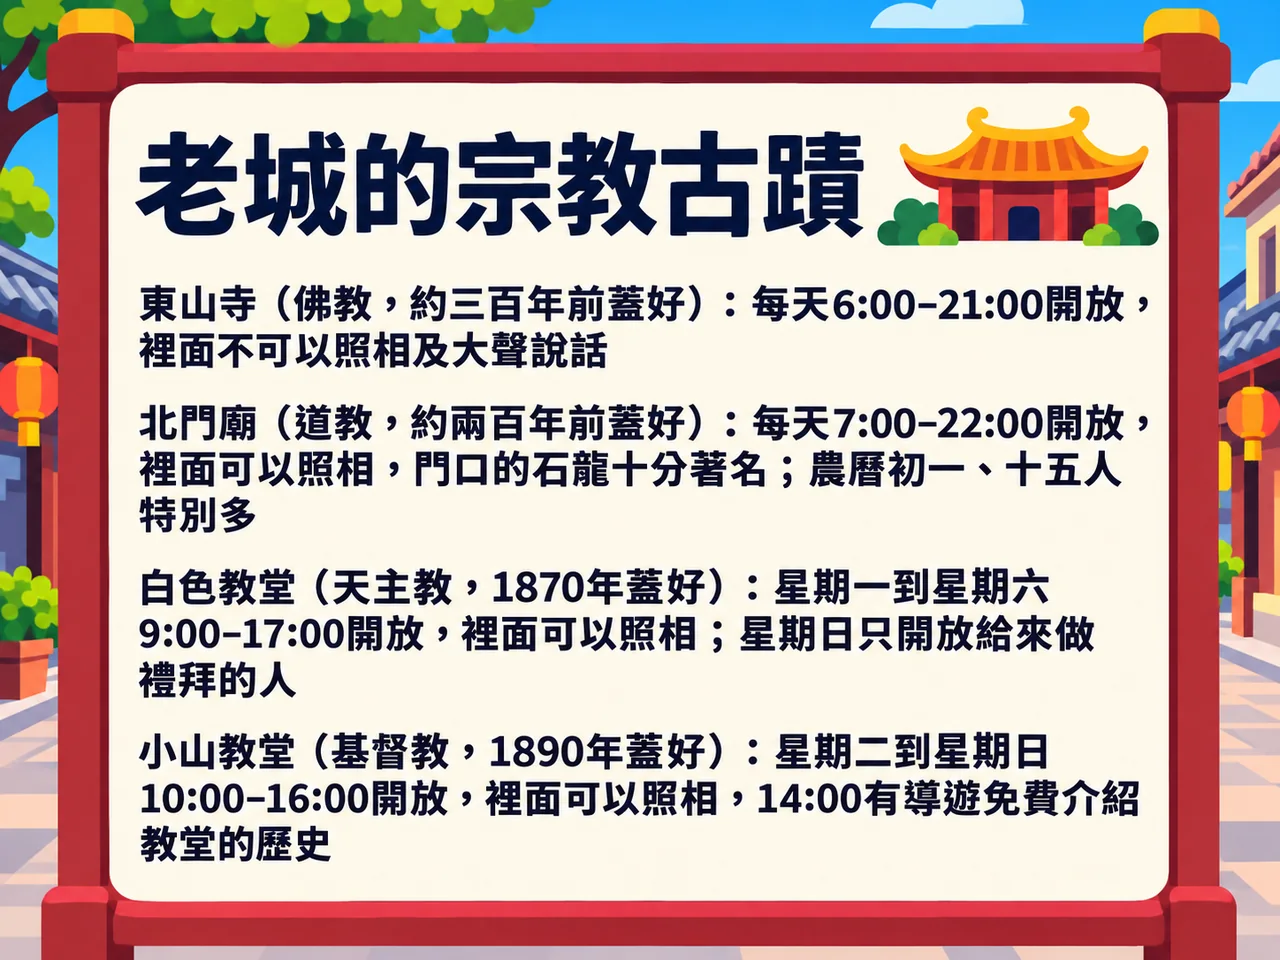 老城的宗教古蹟
東山寺（佛教，約三百年前蓋好）：每天6:00–21:00開放，
裡面不可以照相及大聲說話
北門廟（道教，約兩百年前蓋好）：每天7:00–22:00開放，
裡面可以照相，門口的石龍十分著名；農曆初一、十五人
特別多
白色教堂（天主教，1870年蓋好）：星期一到星期六
9:00–17:00開放，裡面可以照相；星期日只開放給來做
禮拜的人
小山教堂（基督教，1890年蓋好）：星期二到星期日
10:00–16:00開放，裡面可以照相，14:00有導遊免費介紹
教堂的歷史